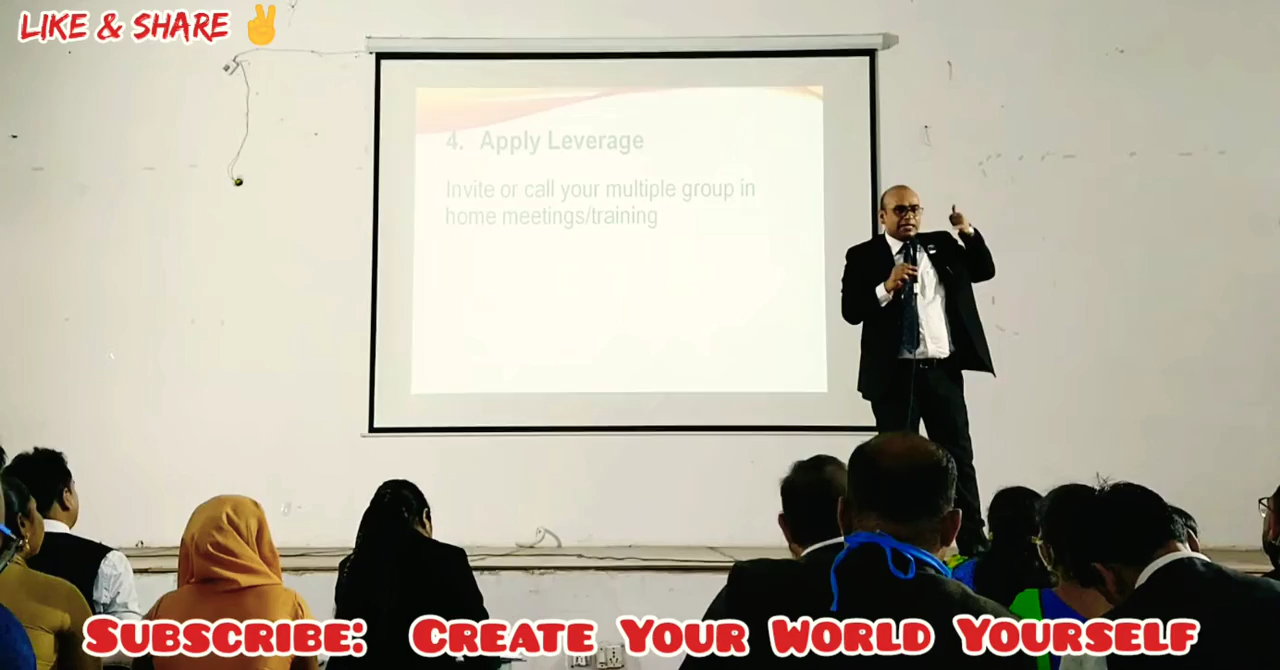 LIKE & SHARE ✌
4. Apply Leverage
Invite or call your multiple group in
home meetings/training
SUBSCRIBE: CREATE YOUR WORLD YOURSELF